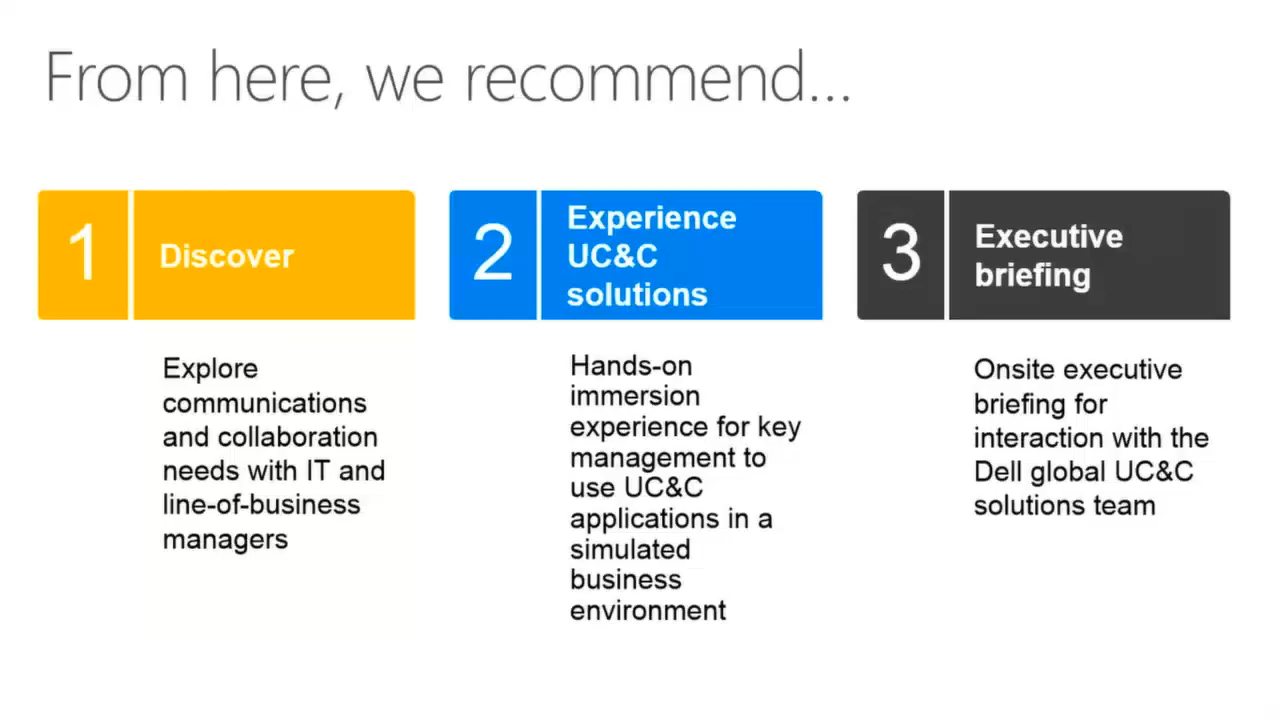 From here, we recommend...
1
Discover
Explore
communications
and collaboration
needs with IT and
line-of-business
managers
2
Experience
UC&C
solutions
Hands-on
immersion
experience for key
management to
use UC&C
applications in a
simulated
business
environment
3
Executive
briefing
Onsite executive
briefing for
interaction with the
Dell global UC&C
solutions team